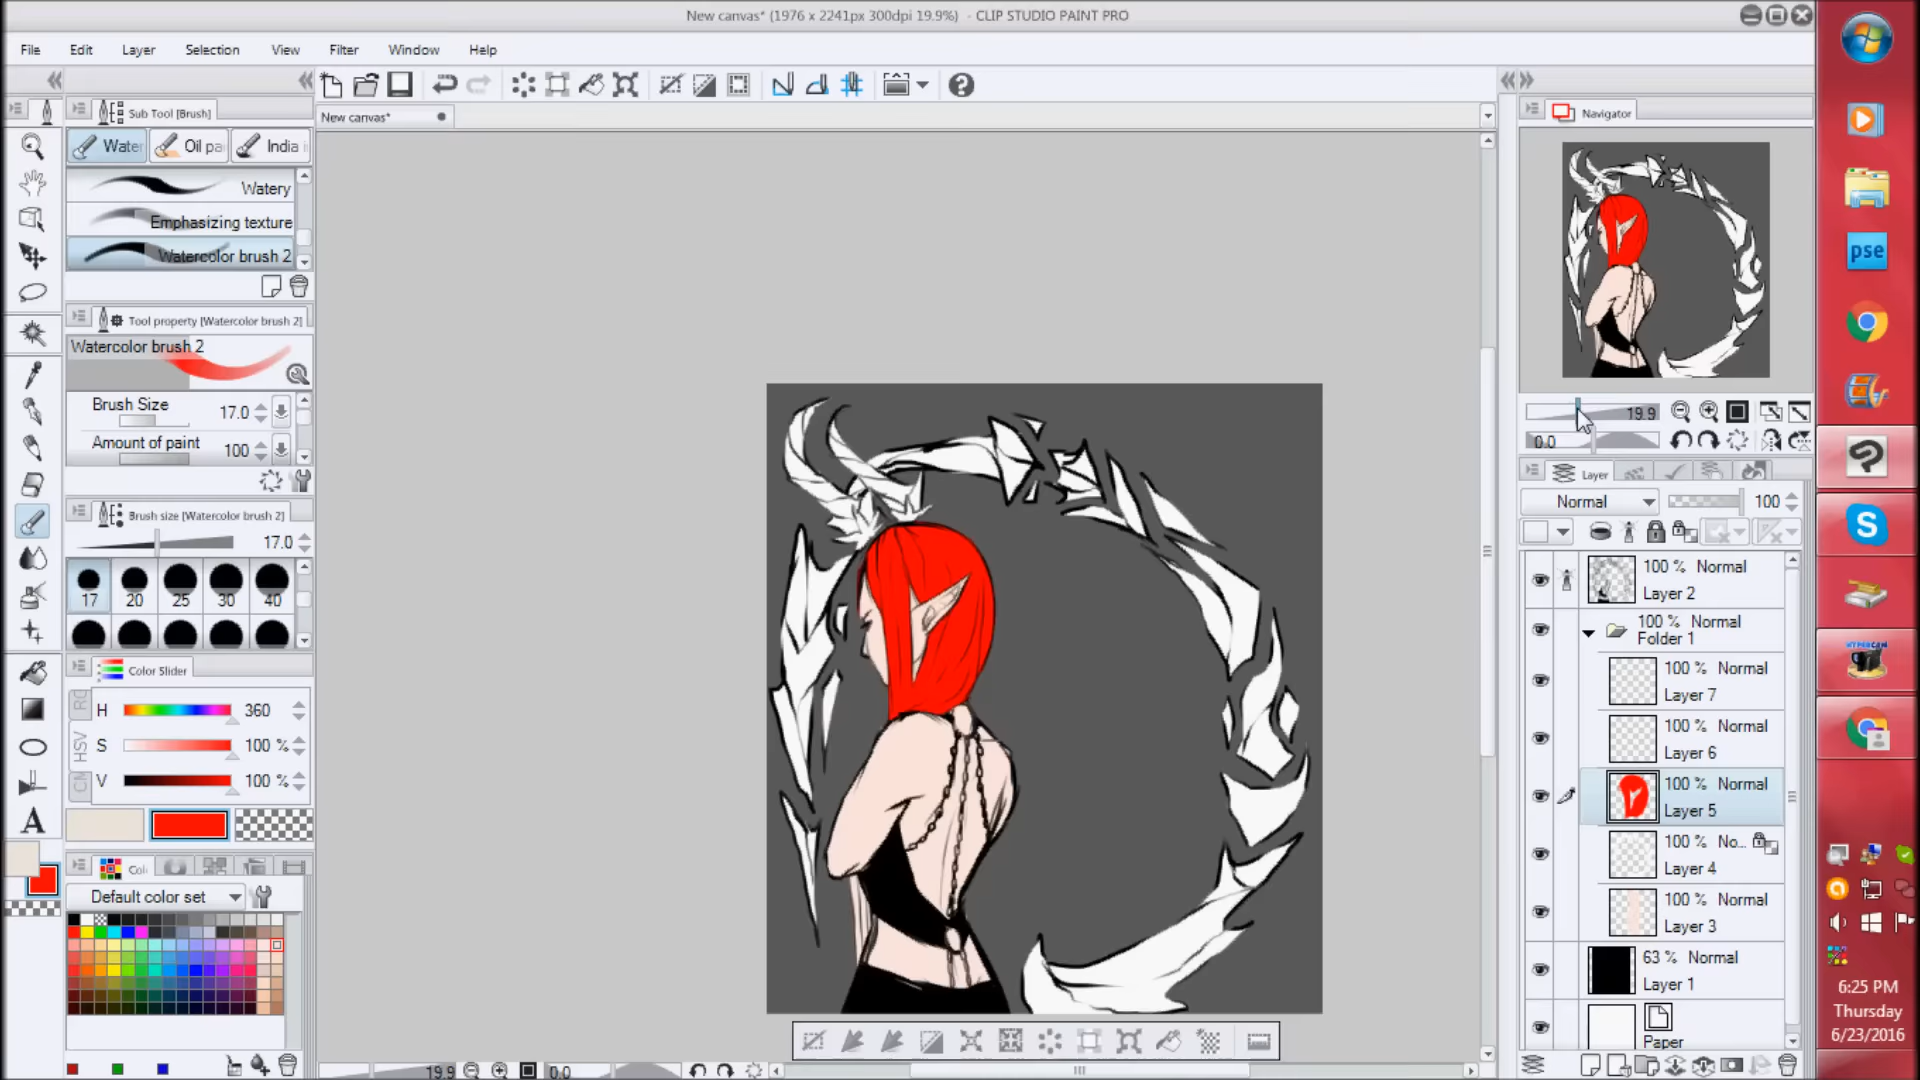 New canvas* (1976 x 2241px 300dpi 19.9%) - CLIP STUDIO PAINT PRO
File Edit Layer Selection View Filter Window Help
Sub Tool [Brush]
New canvas*
Navigator
Water Oil pa India i
Watery
Emphasizing texture
Watercolor brush 2
pse
Tool property [Watercolor brush 2]
Watercolor brush 2
Brush Size 17.0
Amount of paint 100
19.9
0.0
Layer
Normal 100
Brush size [Watercolor brush 2]
17.0
17 20 25 30 40
S
100 % Normal
Layer 2
100 % Normal
Folder 1
HYPERCAM
Color Slider
100 % Normal
Layer 7
H 360
S 100 %
V 100 %
HSV
100 % Normal
Layer 6
100 % Normal
Layer 5
A
100 % No...
Layer 4
Col
Default color set
100 % Normal
Layer 3
63 % Normal
Layer 1
Paper
6:25 PM
Thursday
6/23/2016
19.9 0.0